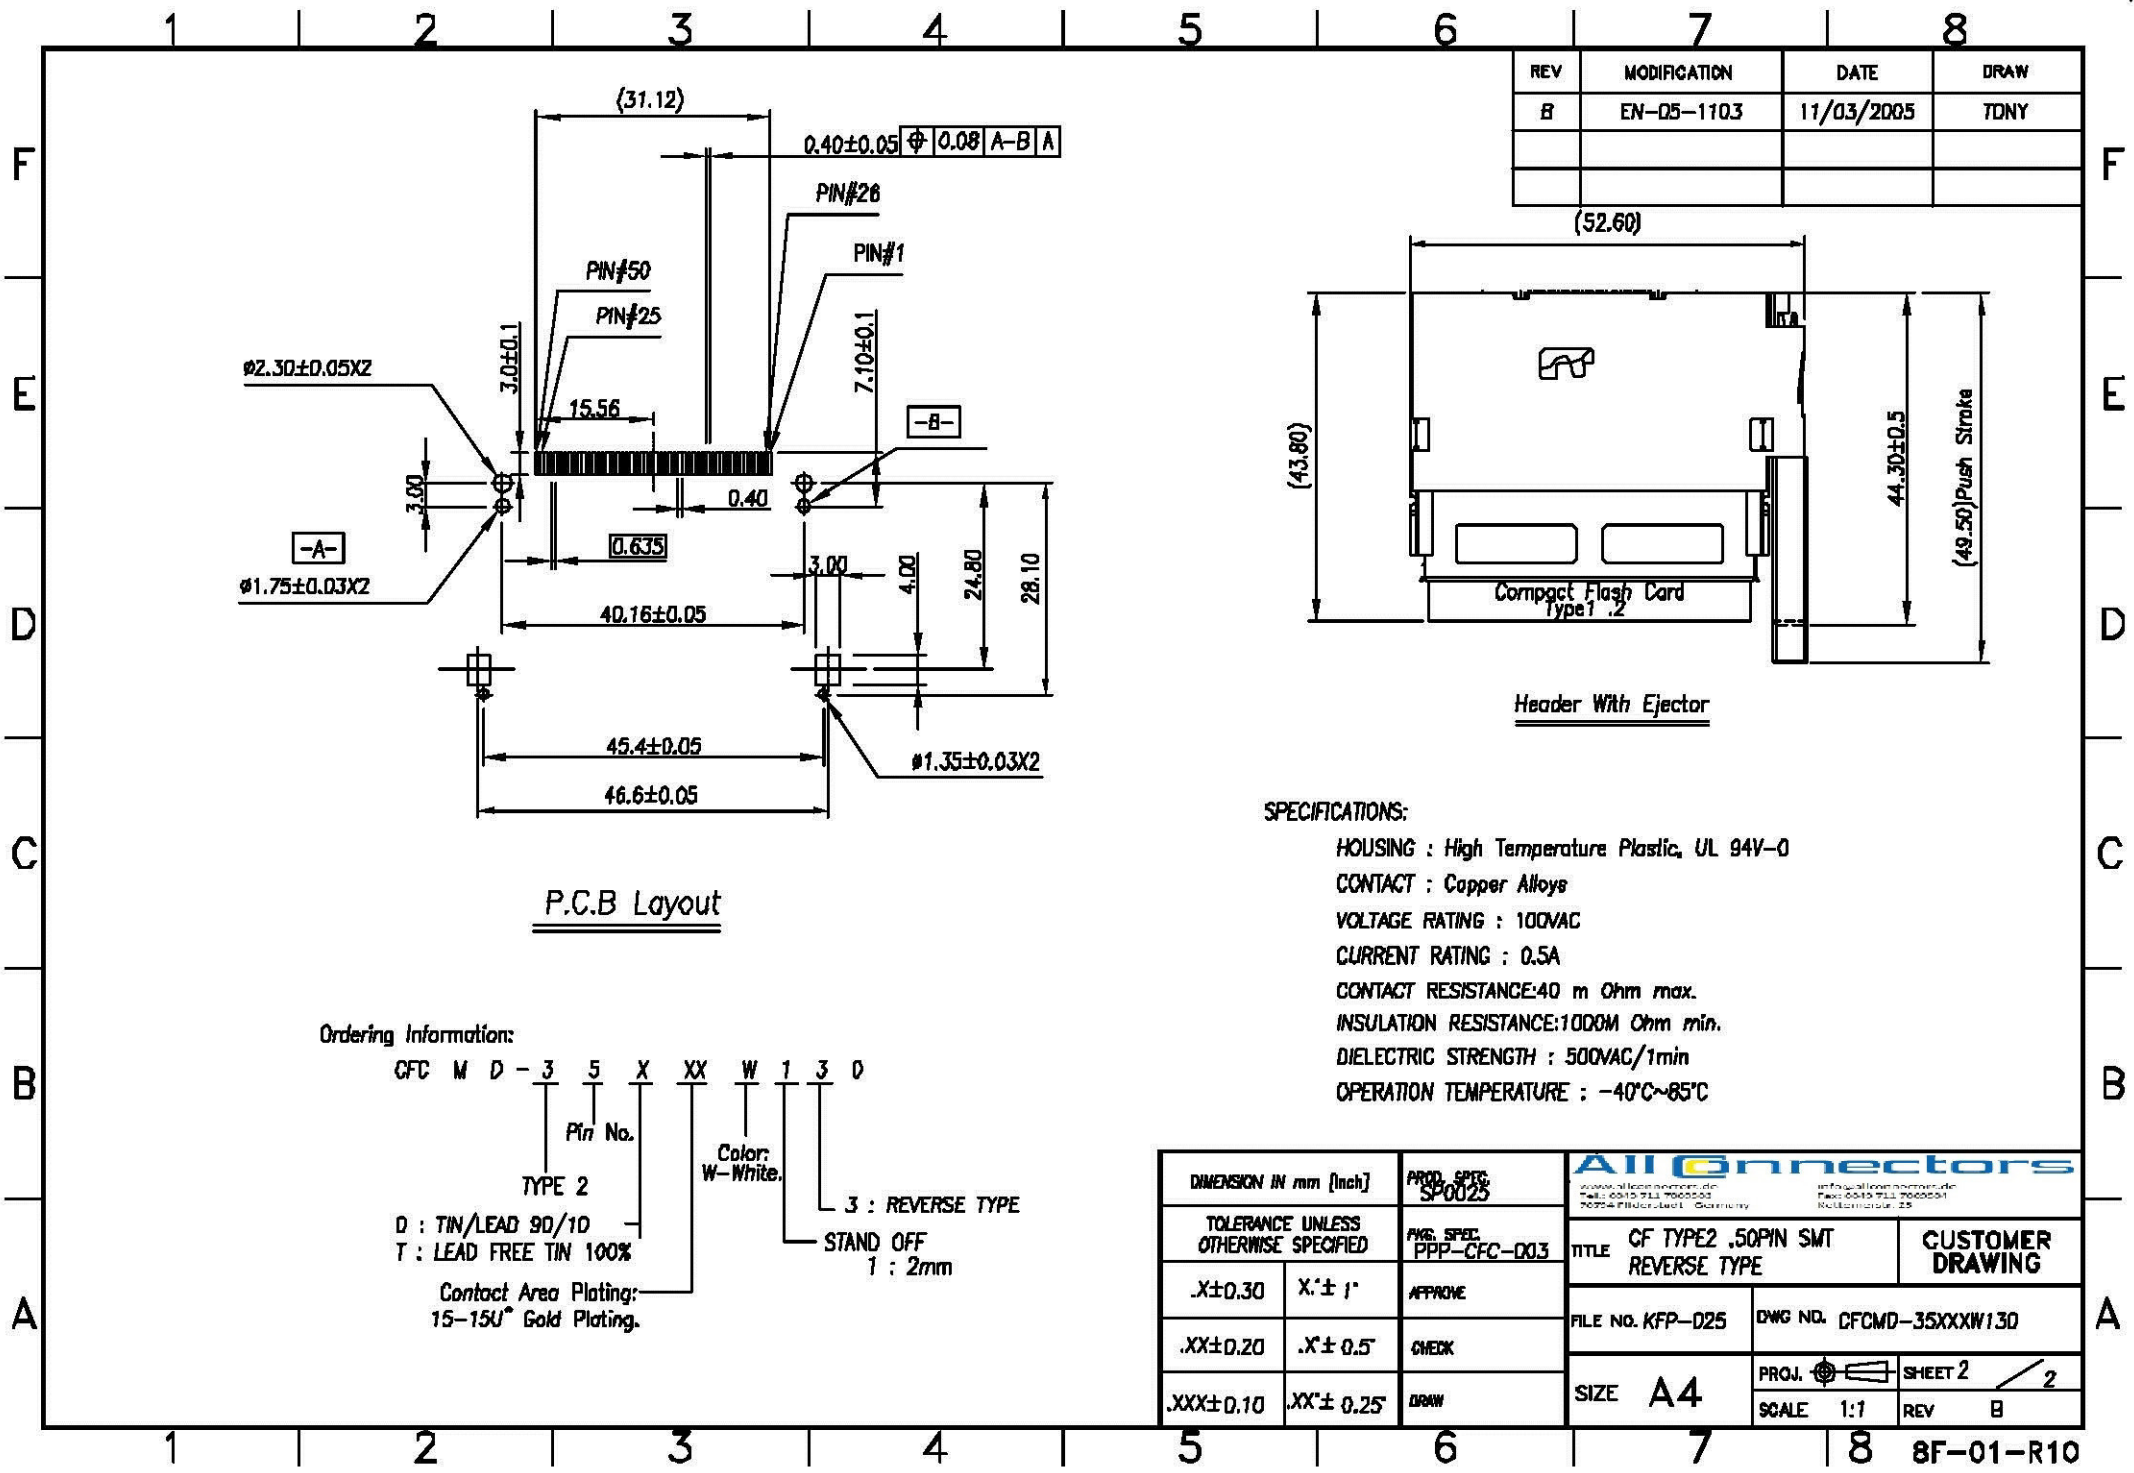 1 2 3 4 5 6 7 8
F
E
D
C
B
A
REV MODIFICATION DATE DRAW
B EN-05-1103 11/03/2005 TONY
(31.12)
0.40±0.05 ⌖ 0.08 A-B A
PIN#26
PIN#1
PIN#50
PIN#25
3.0±0.1
7.10±0.1
ø2.30±0.05X2
15.56
-B-
3.00
0.40
-A-
0.635
ø1.75±0.03X2
3.00
4.00
24.80
28.10
40.16±0.05
45.4±0.05
ø1.35±0.03X2
46.6±0.05
P.C.B Layout
(52.60)
(43.80)
44.30±0.5
(49.50)Push Stroke
Compact Flash Card
Type1 .2
Header With Ejector
SPECIFICATIONS:
HOUSING : High Temperature Plastic, UL 94V-0
CONTACT : Copper Alloys
VOLTAGE RATING : 100VAC
CURRENT RATING : 0.5A
CONTACT RESISTANCE:40 m Ohm max.
INSULATION RESISTANCE:1000M Ohm min.
DIELECTRIC STRENGTH : 500VAC/1min
OPERATION TEMPERATURE : -40°C~85°C
Ordering Information:
CFC M D - 3 5 X XX W 1 3 0
Pin No.
Color:
W-White.
TYPE 2
3 : REVERSE TYPE
D : TIN/LEAD 90/10
T : LEAD FREE TIN 100%
STAND OFF
1 : 2mm
Contact Area Plating:
15-15U" Gold Plating.
DIMENSION IN mm [Inch]
TOLERANCE UNLESS
OTHERWISE SPECIFIED
.X±0.30 X.°± 1°
.XX±0.20 .X°± 0.5°
.XXX±0.10 .XX°± 0.25°
PROD. SPEC.
SP0025
PKG. SPEC.
PPP-CFC-003
APPROVE
CHECK
DRAW
All Connectors
www.allconnectors.de
TITLE CF TYPE2 ,50PIN SMT
REVERSE TYPE
CUSTOMER
DRAWING
FILE NO. KFP-025
DWG NO. CFCMD-35XXXW130
SIZE A4
PROJ.
SHEET 2 / 2
SCALE 1:1
REV B
F
E
D
C
B
A
1 2 3 4 5 6 7 8
8F-01-R10